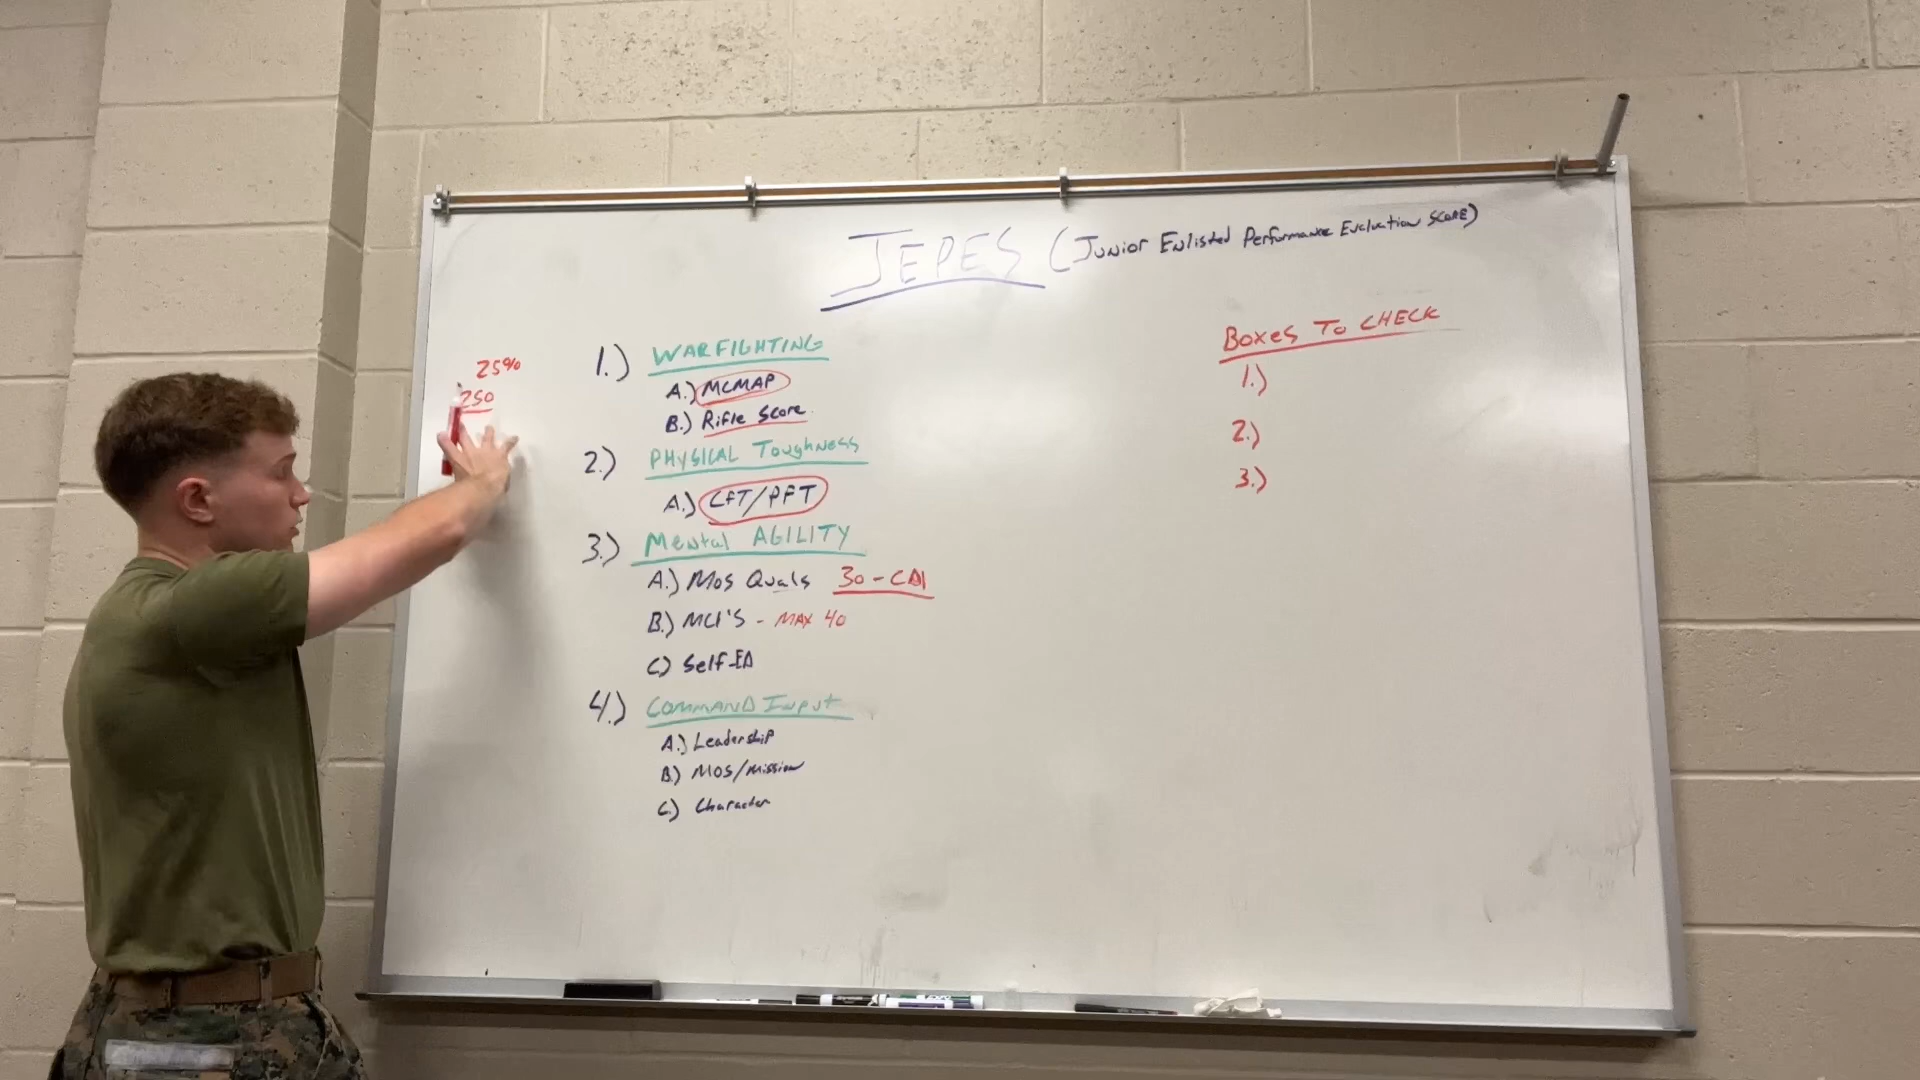 JEPES (Junior Enlisted Performance Evaluation Score)
25%
250
1.) WARFIGHTING
A.) MCMAP
B.) Rifle Score
2.) PHYSICAL Toughness
A.) CFT/PFT
3.) Mental AGILITY
A.) MOS Quals 30-CDI
B.) MCI'S - MAX 40
C.) Self-ED
4.) COMMAND Input
A.) Leadership
B.) MOS/Mission
C.) Character
Boxes To CHECK
1.)
2.)
3.)